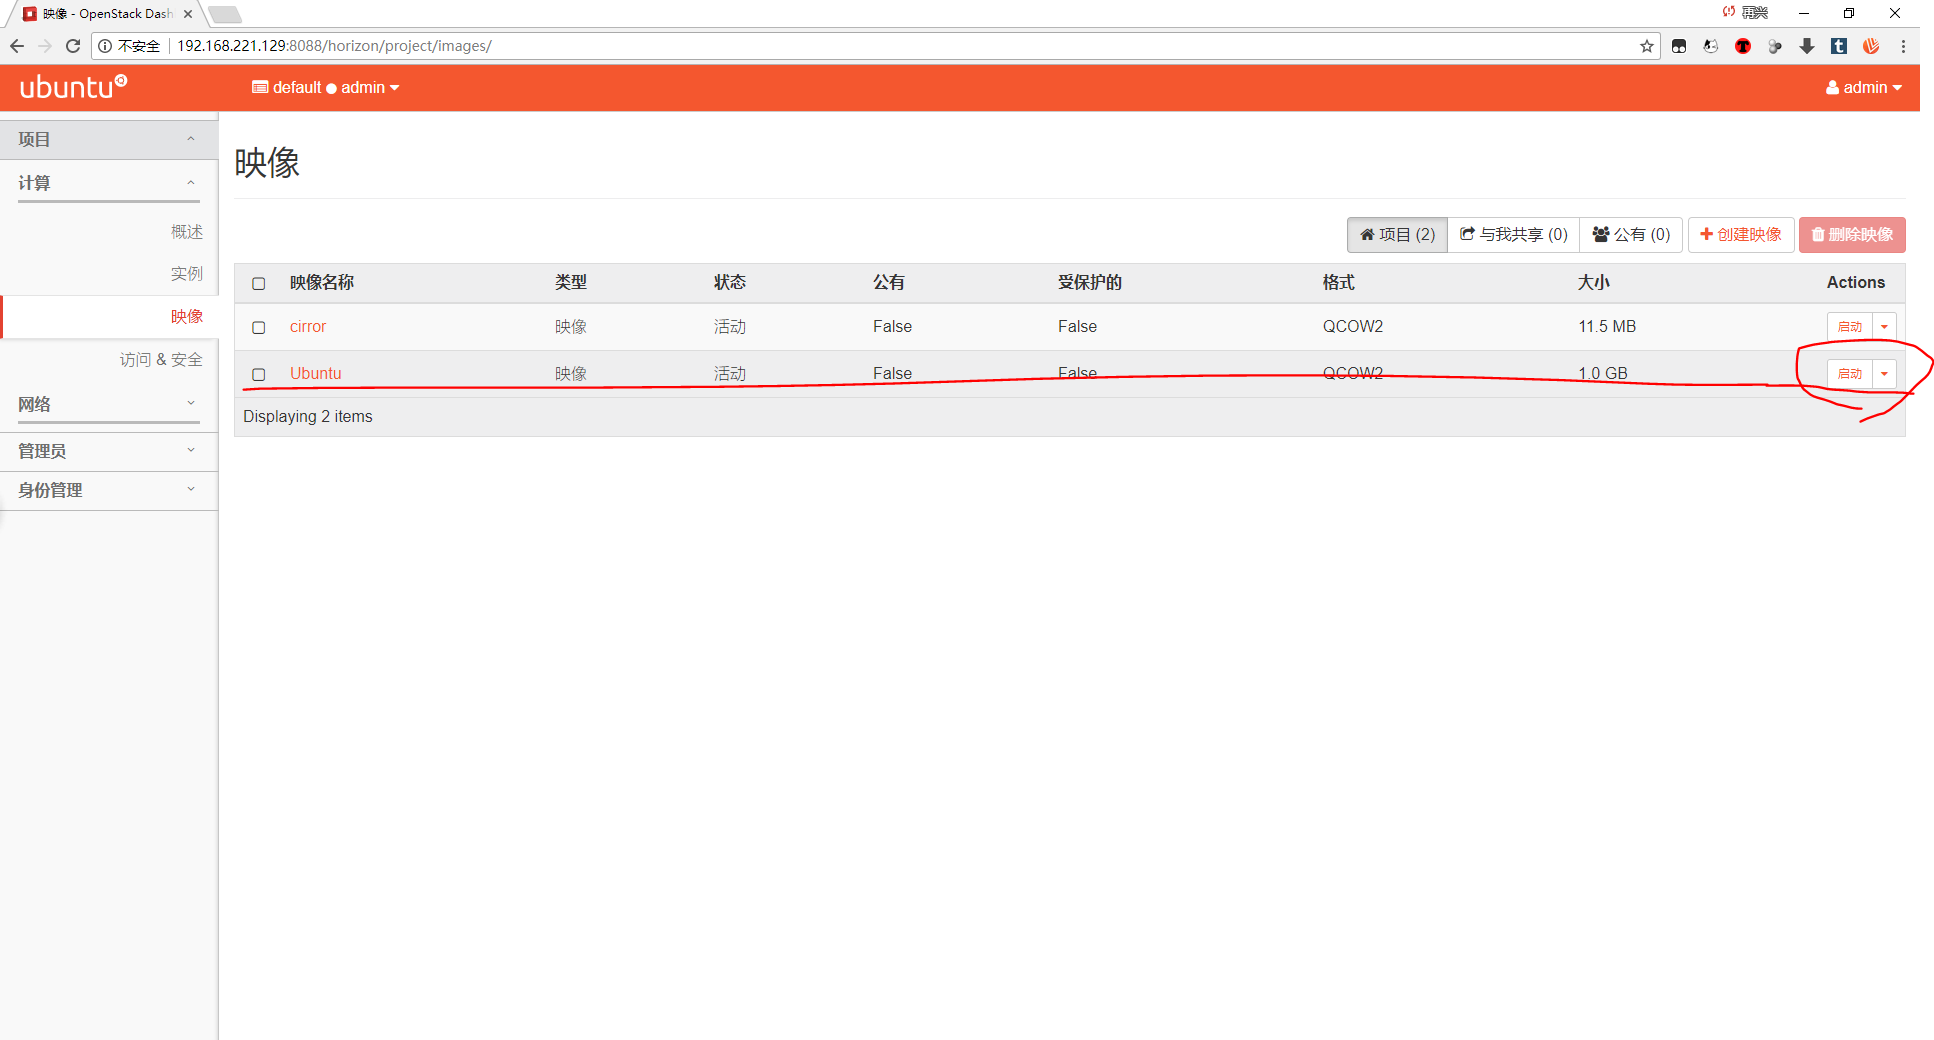 映像 - OpenStack Dash
再兴
不安全 192.168.221.129:8088/horizon/project/images/
ubuntu
default admin
admin
项目
计算
概述
实例
映像
访问 & 安全
网络
管理员
身份管理
映像
项目 (2) 与我共享 (0) 公有 (0) 创建映像 删除映像
映像名称 类型 状态 公有 受保护的 格式 大小 Actions
cirror 映像 活动 False False QCOW2 11.5 MB 启动
Ubuntu 映像 活动 False False QCOW2 1.0 GB 启动
Displaying 2 items